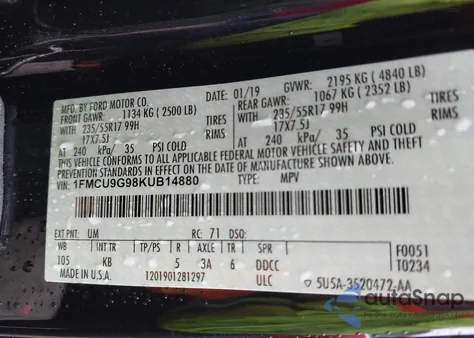 MFD. BY FORD MOTOR CO.
DATE: 01/19 GVWR: 2195 KG ( 4840 LB)
FRONT GAWR: 1134 KG ( 2500 LB) REAR GAWR: 1067 KG ( 2352 LB)
WITH 235/55R17 99H TIRES WITH 235/55R17 99H TIRES
17X7.5J RIMS 17X7.5J RIMS
AT 240 kPa/ 35 PSI COLD AT 240 kPa/ 35 PSI COLD
THIS VEHICLE CONFORMS TO ALL APPLICABLE FEDERAL MOTOR VEHICLE SAFETY AND THEFT
PREVENTION STANDARDS IN EFFECT ON THE DATE OF MANUFACTURE SHOWN ABOVE.
1FMCU9G98KUB14880 TYPE: MPV
EXT PNT: UM RC: 71 DSO:
WB INT TR TP/PS R AXLE TR SPR F0051
105 KB 5 3A 6 DDCC T0234
MADE IN U.S.A. 1201901281297 ULC 5U5A-3520472-AA
autoSnap